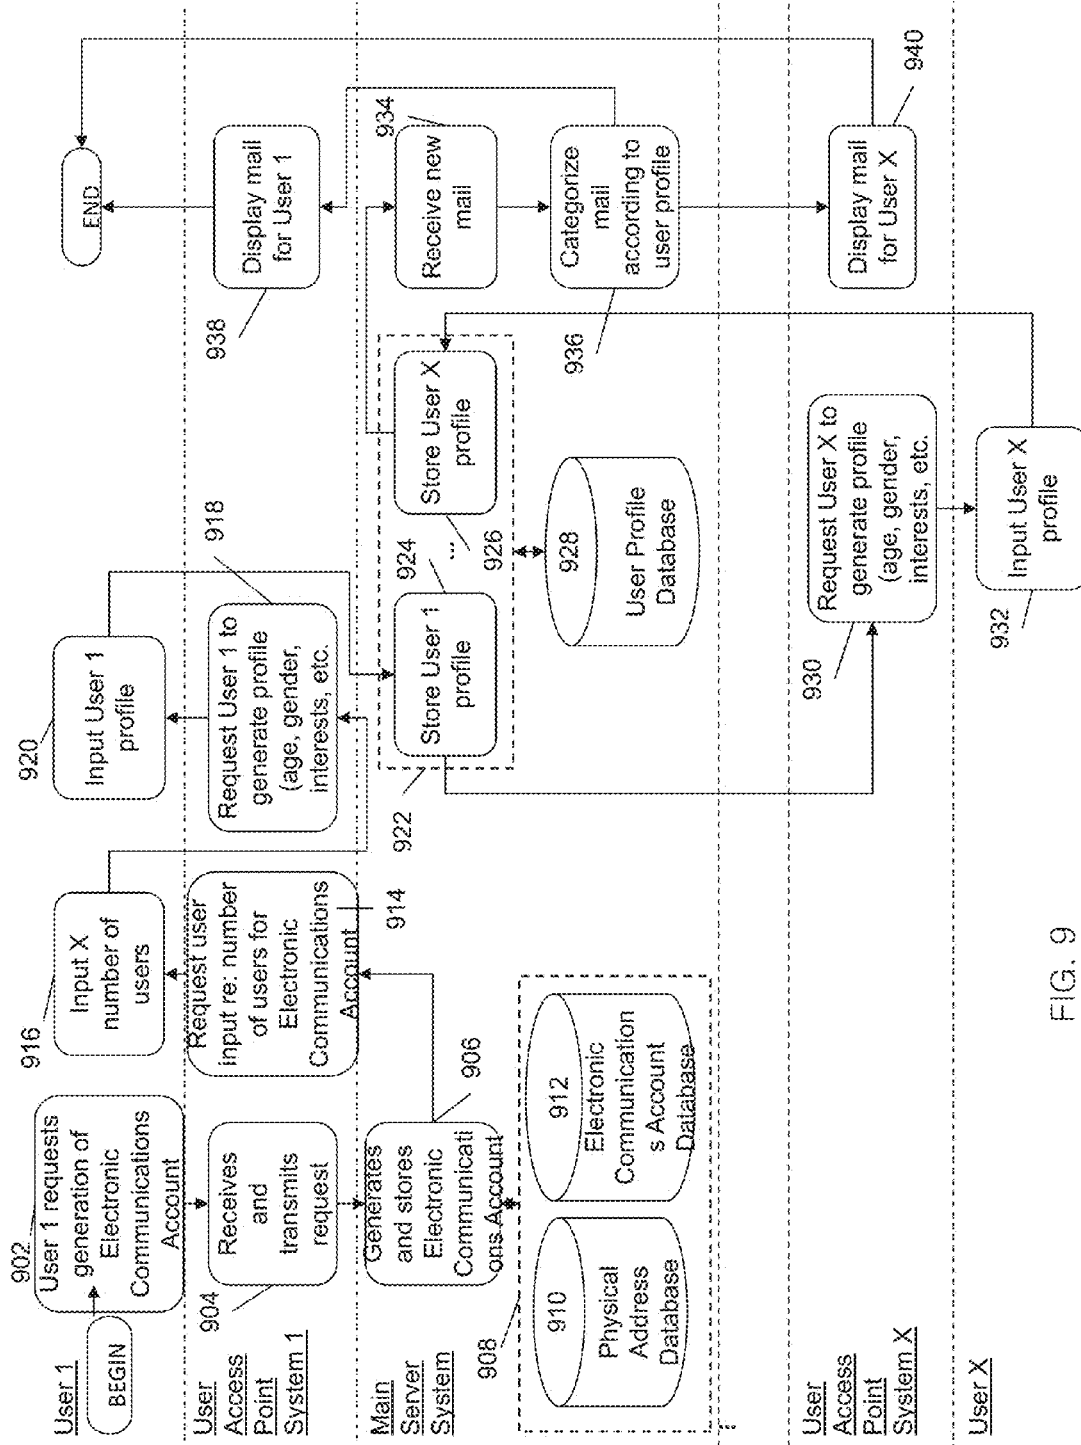 User 1
BEGIN
902
User 1 requests
generation of
Electronic
Communications
Account
916
Input X
number of
users
920
Input User 1
profile
END
User
Access
Point
System 1
904
Receives
and
transmits
request
Request user
input re: number
of users for
Electronic
Communications
Account
914
Request User 1 to
generate profile
(age, gender,
interests, etc.
918
938
Display mail
for User 1
Main
Server
System
Generates
and stores
Electronic
Communicati
ons Account
906
908
910
Physical
Address
Database
912
Electronic
Communication
s Account
Database
922
Store User 1
profile
924
...
926
Store User X
profile
928
User Profile
Database
Receive new
mail
934
936
Categorize
mail
according to
user profile
...
User
Access
Point
System X
930
Request User X to
generate profile
(age, gender,
interests, etc.
Display mail
for User X
940
User X
932
Input User X
profile
FIG. 9